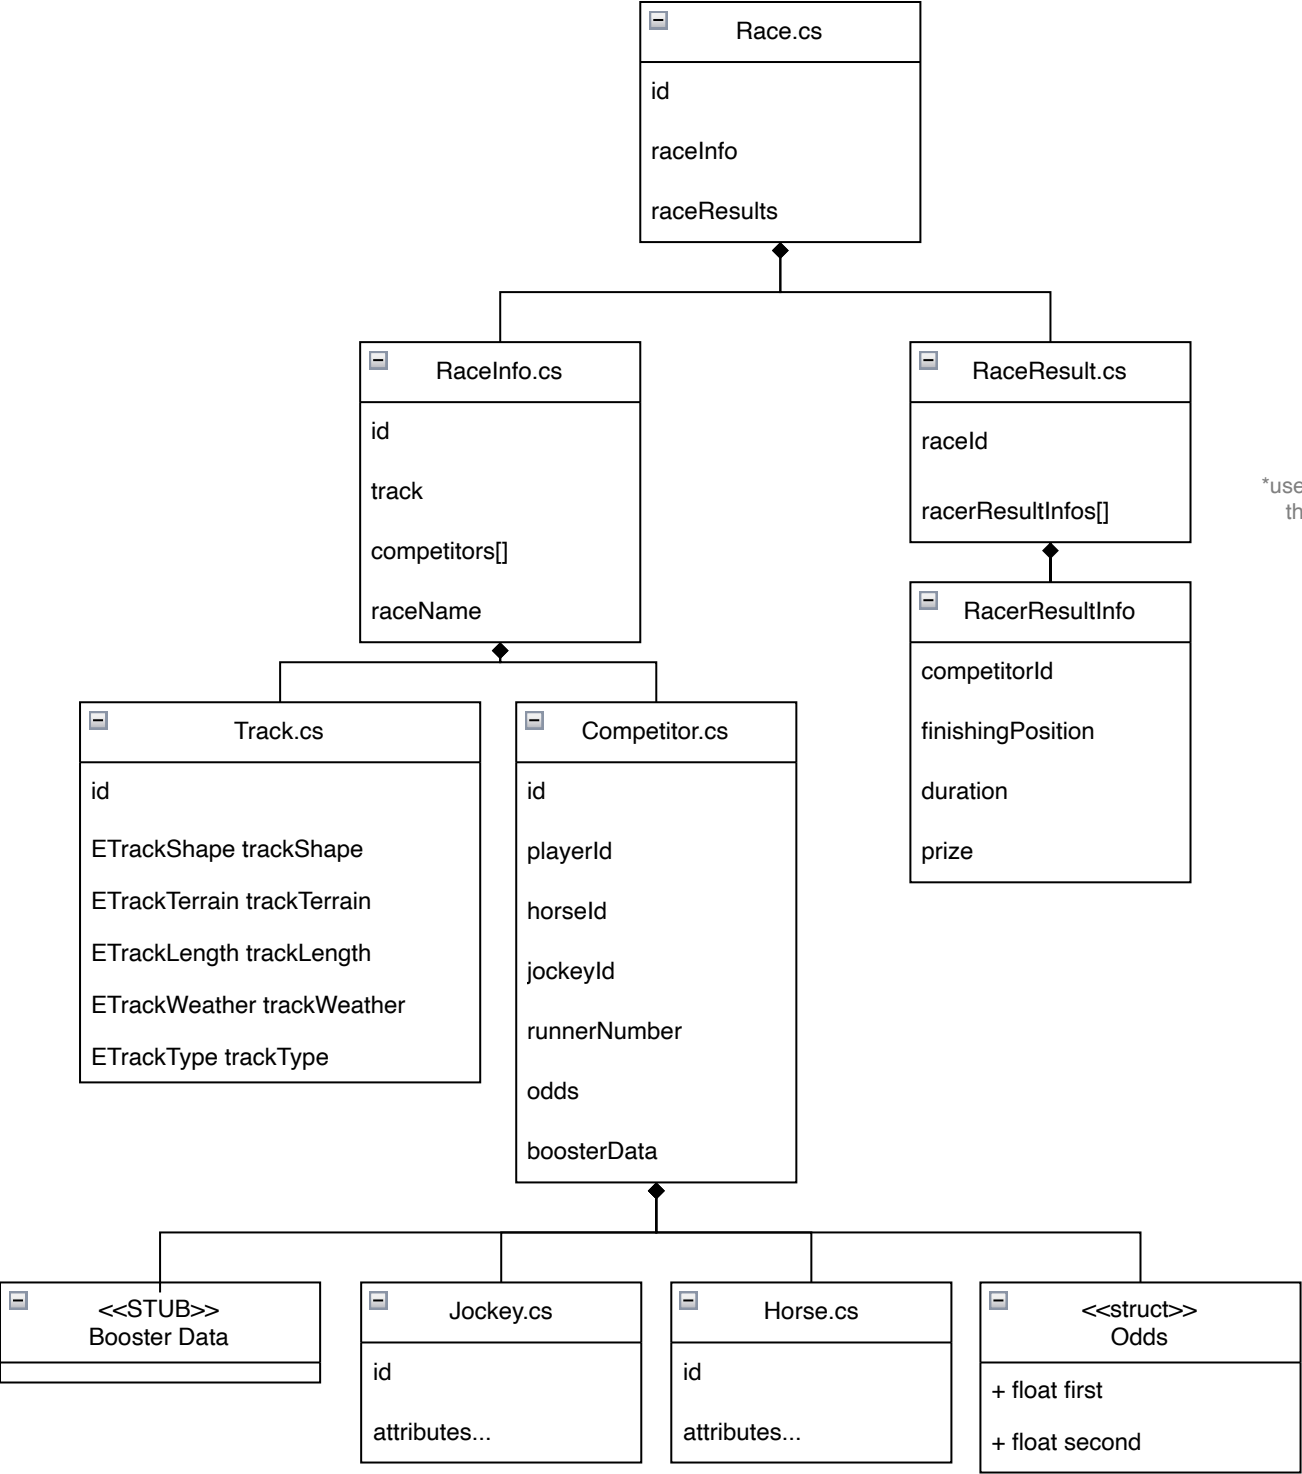 Race.cs
id
raceInfo
raceResults
RaceInfo.cs
id
track
competitors[]
raceName
RaceResult.cs
raceId
racerResultInfos[]
*use
th
RacerResultInfo
competitorId
finishingPosition
duration
prize
Track.cs
id
ETrackShape trackShape
ETrackTerrain trackTerrain
ETrackLength trackLength
ETrackWeather trackWeather
ETrackType trackType
Competitor.cs
id
playerId
horseId
jockeyId
runnerNumber
odds
boosterData
<<STUB>>
Booster Data
Jockey.cs
id
attributes...
Horse.cs
id
attributes...
<<struct>>
Odds
+ float first
+ float second